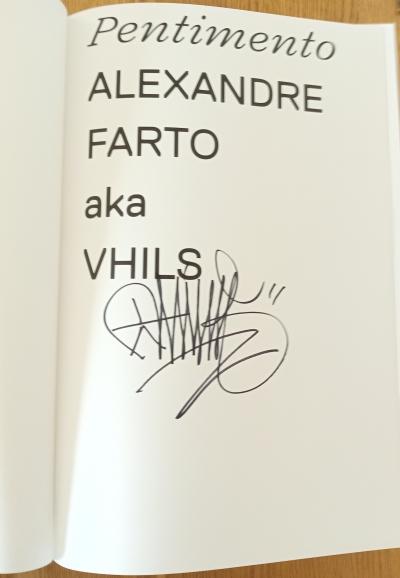 Pentimento
ALEXANDRE
FARTO
aka
VHILS